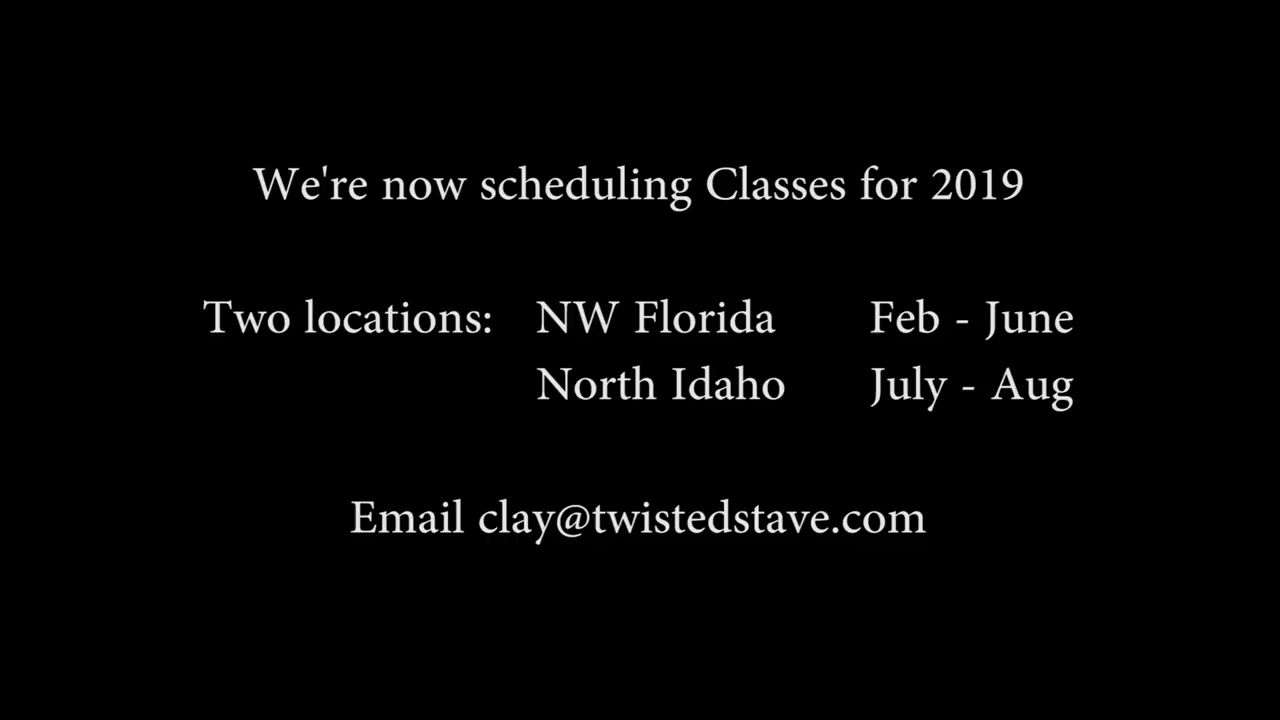 We're now scheduling Classes for 2019
Two locations: NW Florida Feb - June
North Idaho July - Aug
Email clay@twistedstave.com